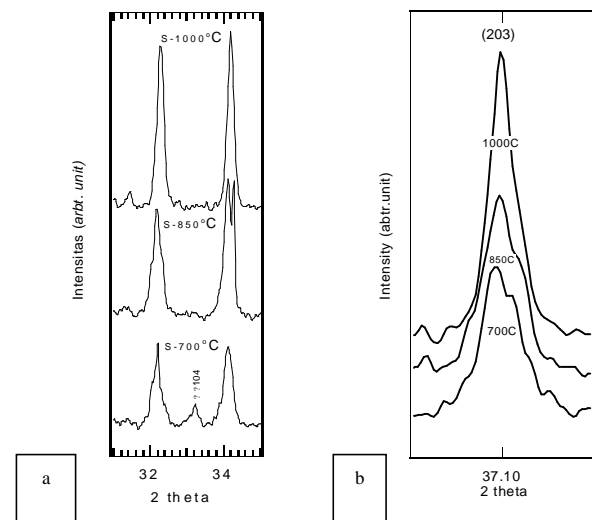 S-1000°C
S-850°C
S-700°C
? ?104
Intensitas (arbt. unit)
32 34
2 theta
a
(203)
1000C
850C
700C
Intensity (abtr.unit)
37.10
2 theta
b